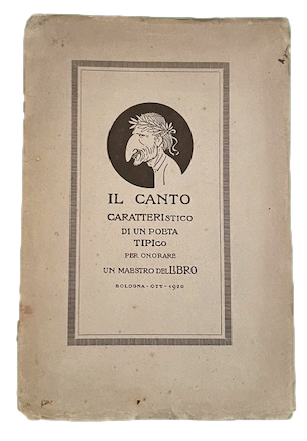 IL CANTO
CARATTERIstico
DI UN POETA
TIPIco
PER ONORARE
UN MAESTRO DEL LIBRO
BOLOGNA - OTT - 1920